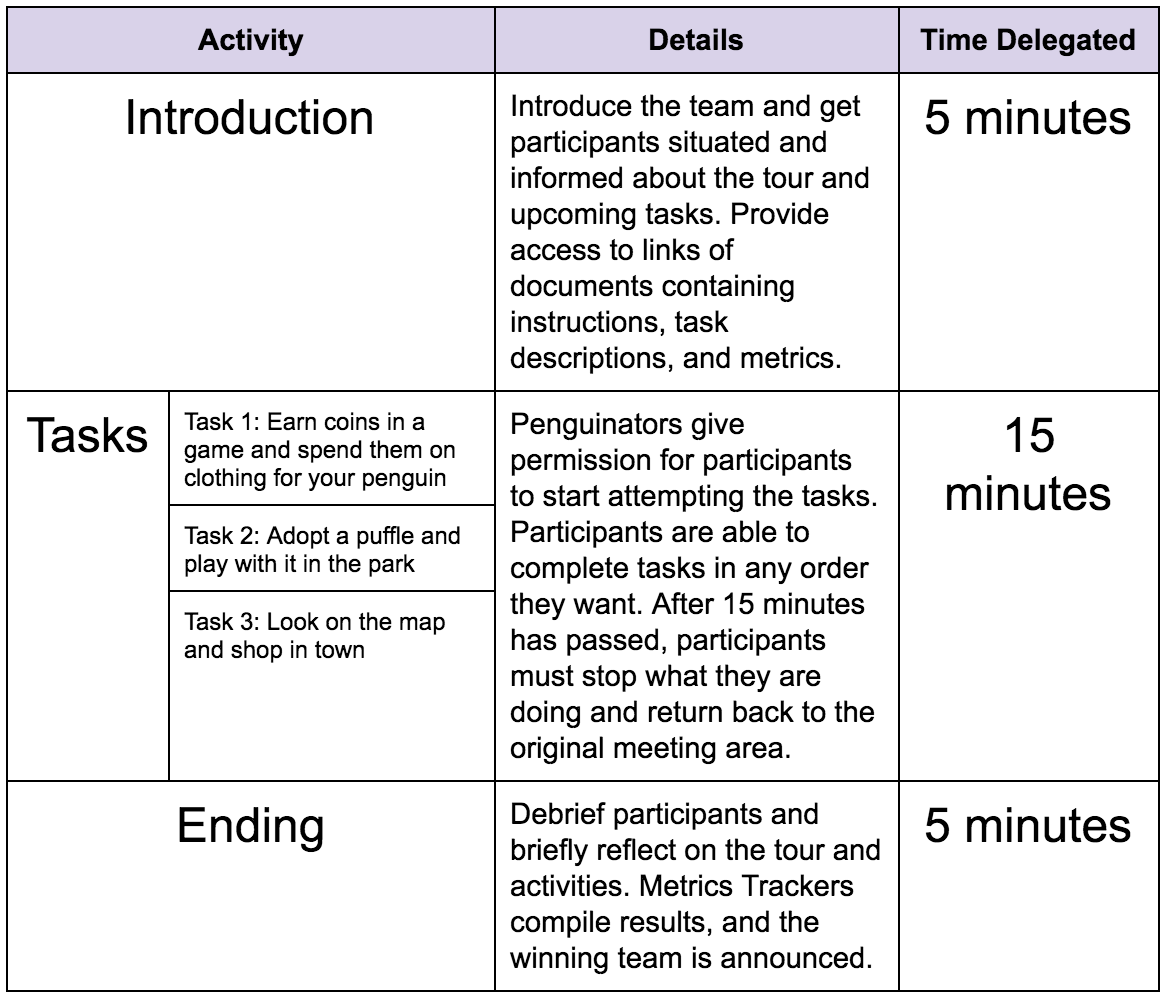 Activity
Details
Time Delegated
Introduction
Introduce the team and get
participants situated and
informed about the tour and
upcoming tasks. Provide
access to links of
documents containing
instructions, task
descriptions, and metrics.
5 minutes
Tasks
Task 1: Earn coins in a
game and spend them on
clothing for your penguin
Task 2: Adopt a puffle and
play with it in the park
Task 3: Look on the map
and shop in town
Penguinators give
permission for participants
to start attempting the tasks.
Participants are able to
complete tasks in any order
they want. After 15 minutes
has passed, participants
must stop what they are
doing and return back to the
original meeting area.
15
minutes
Ending
Debrief participants and
briefly reflect on the tour and
activities. Metrics Trackers
compile results, and the
winning team is announced.
5 minutes